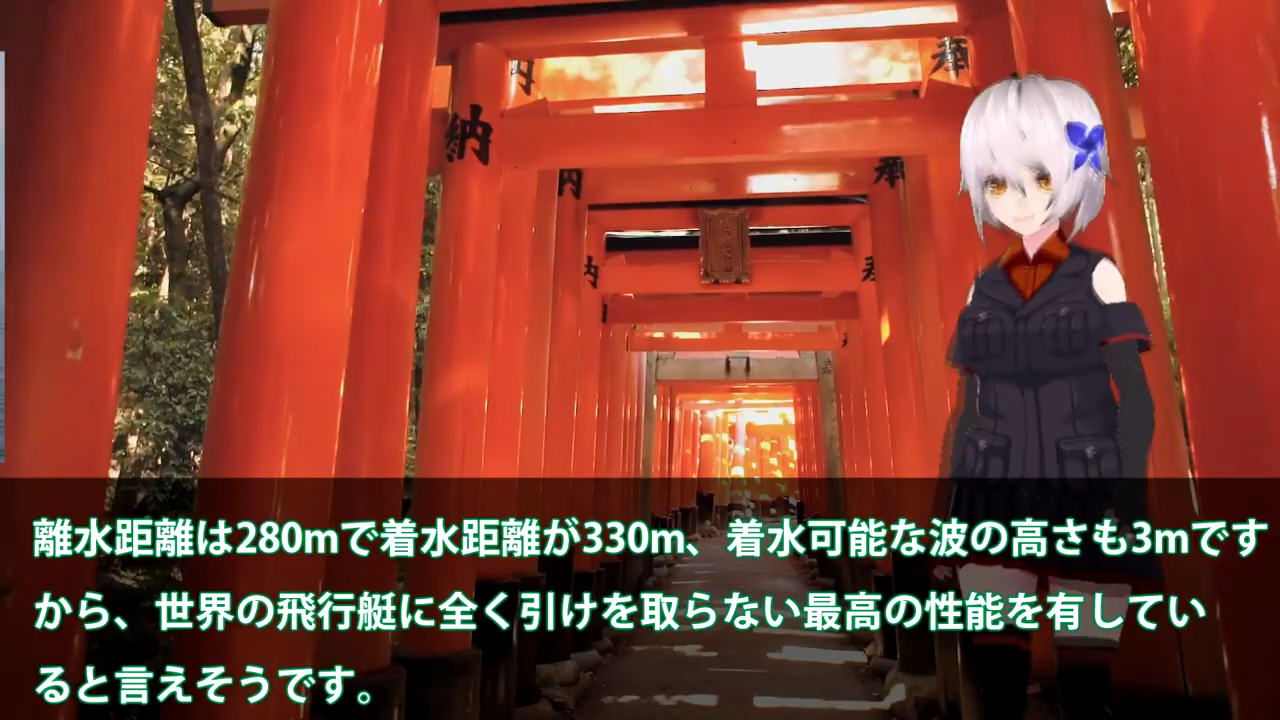 納
奉
納
奉
納
離水距離は280mで着水距離が330m、着水可能な波の高さも3mです
から、世界の飛行艇に全く引けを取らない最高の性能を有してい
ると言えそうです。